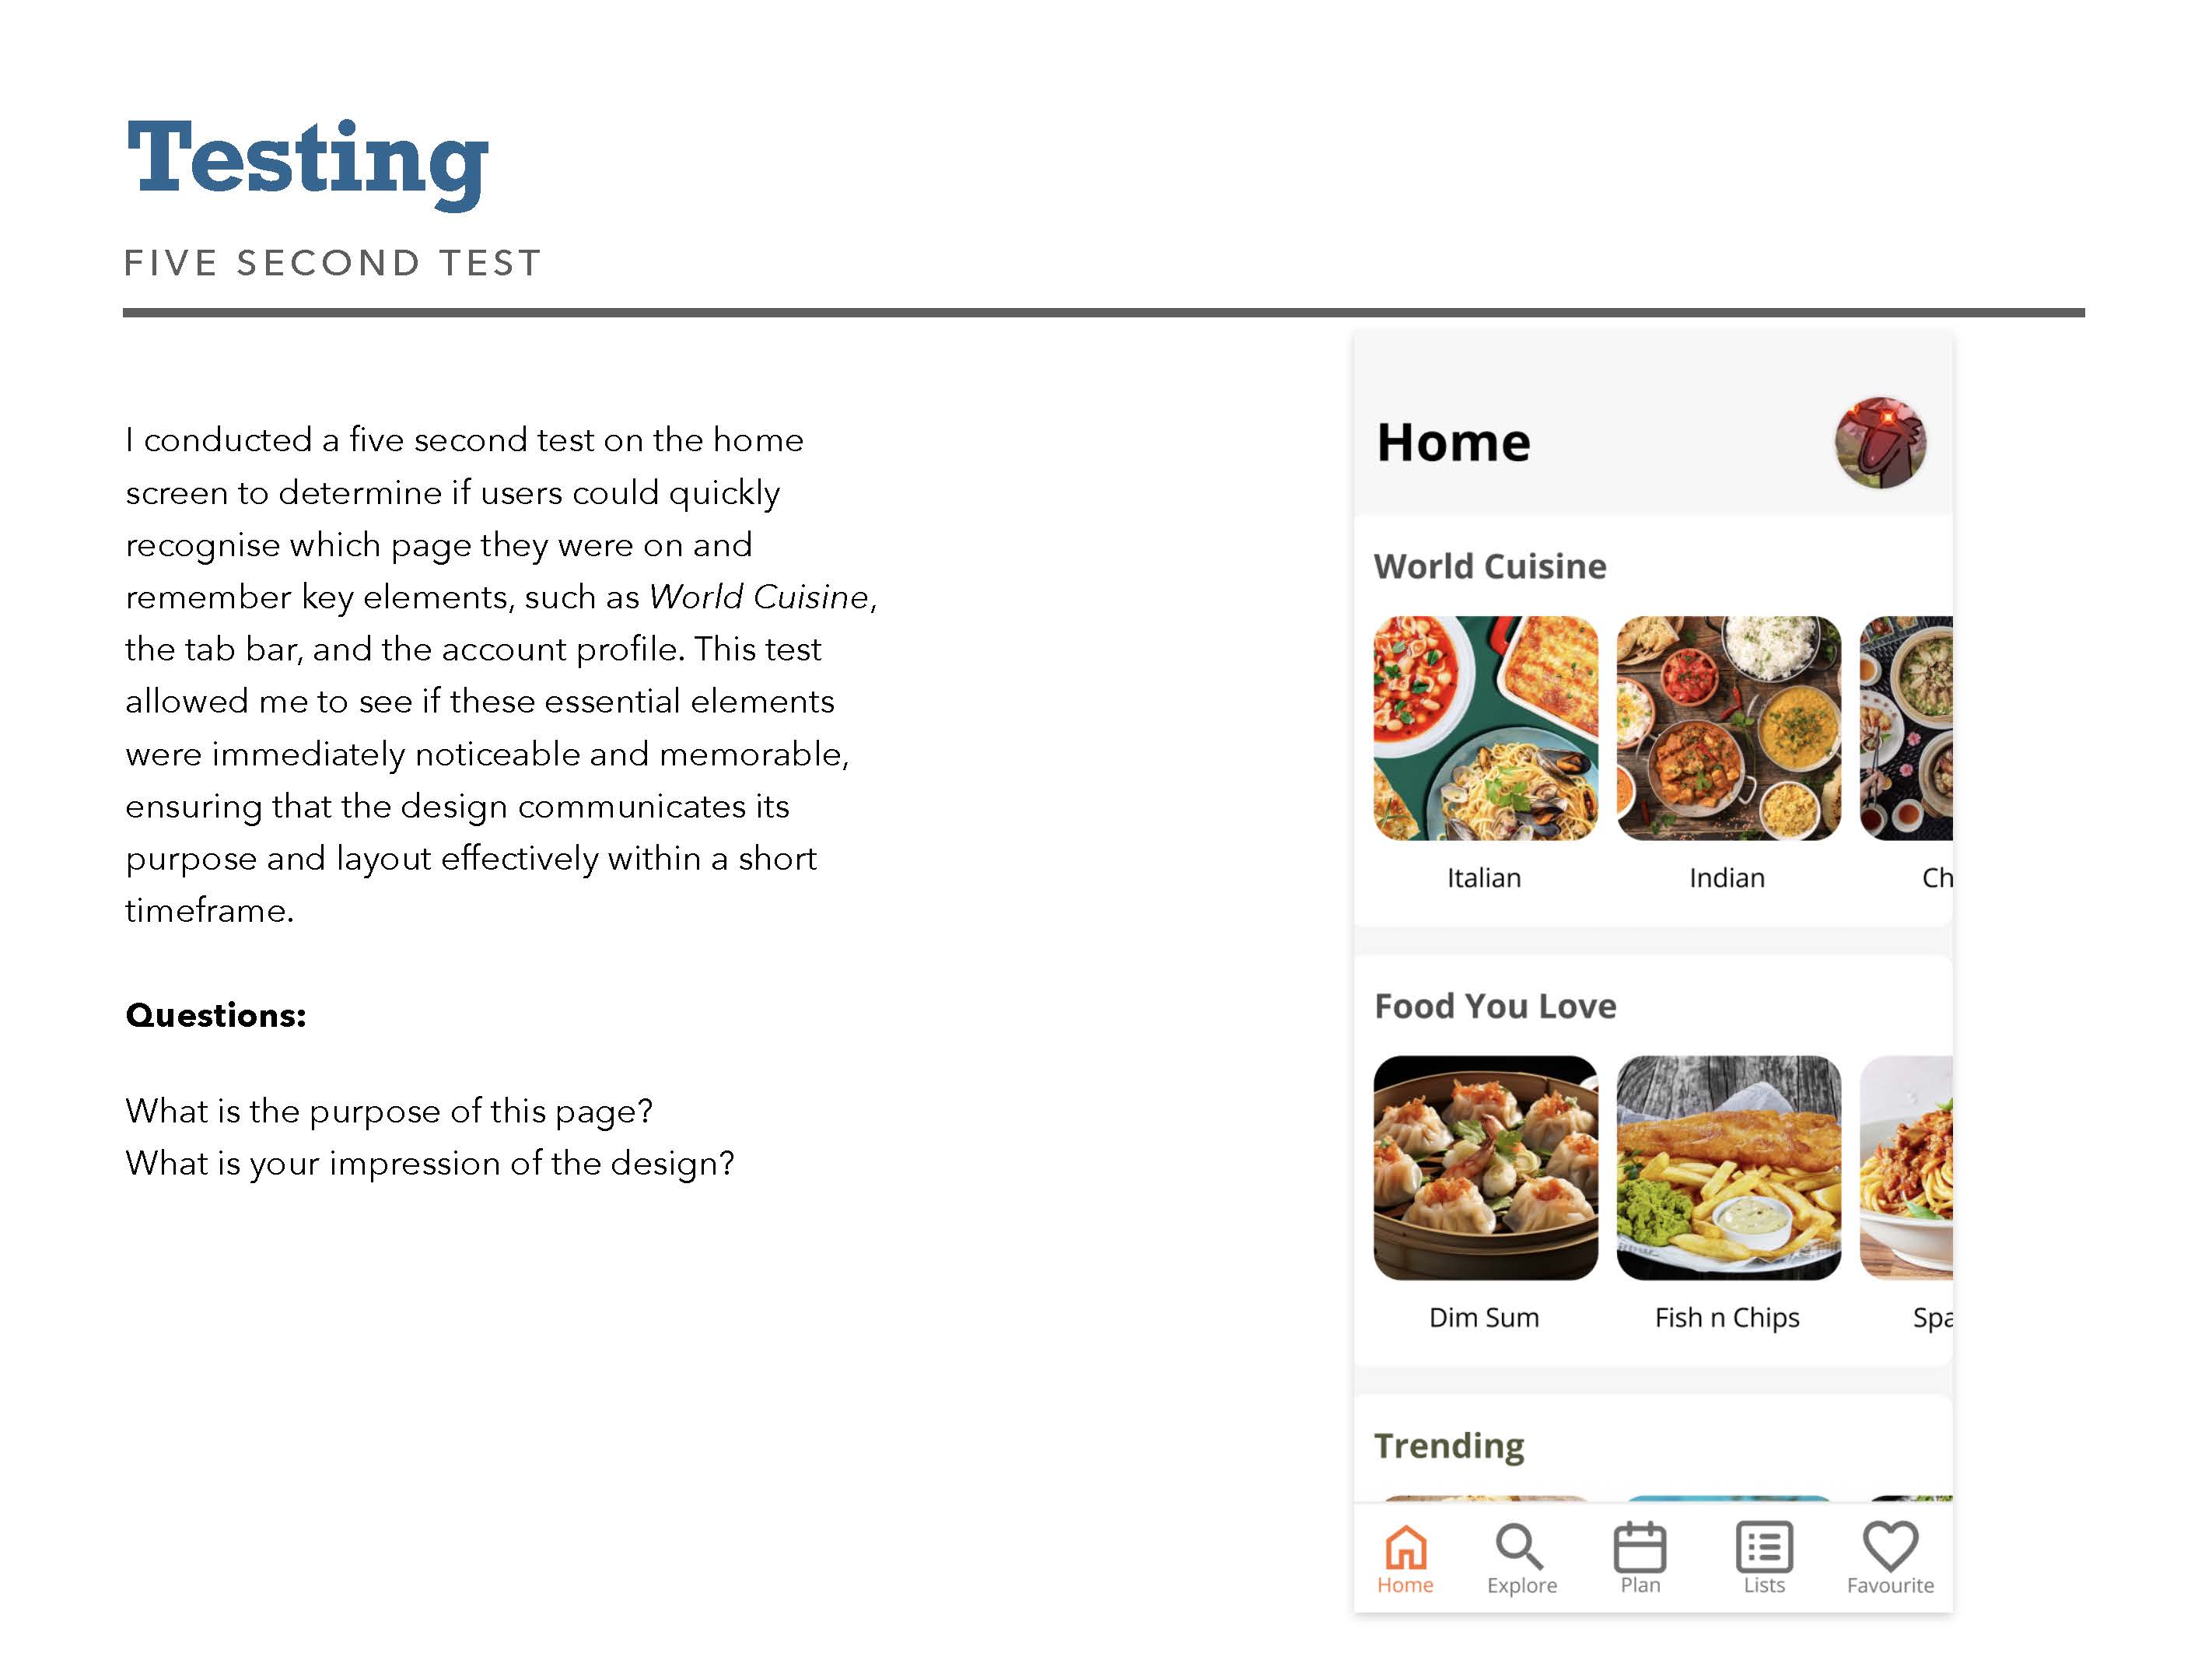 Testing
FIVE SECOND TEST
I conducted a five second test on the home
screen to determine if users could quickly
recognise which page they were on and
remember key elements, such as World Cuisine,
the tab bar, and the account profile. This test
allowed me to see if these essential elements
were immediately noticeable and memorable,
ensuring that the design communicates its
purpose and layout effectively within a short
timeframe.
Questions:
What is the purpose of this page?
What is your impression of the design?
Home
World Cuisine
Italian Indian Ch
Food You Love
Dim Sum Fish n Chips Spa
Trending
Home Explore Plan Lists Favourite